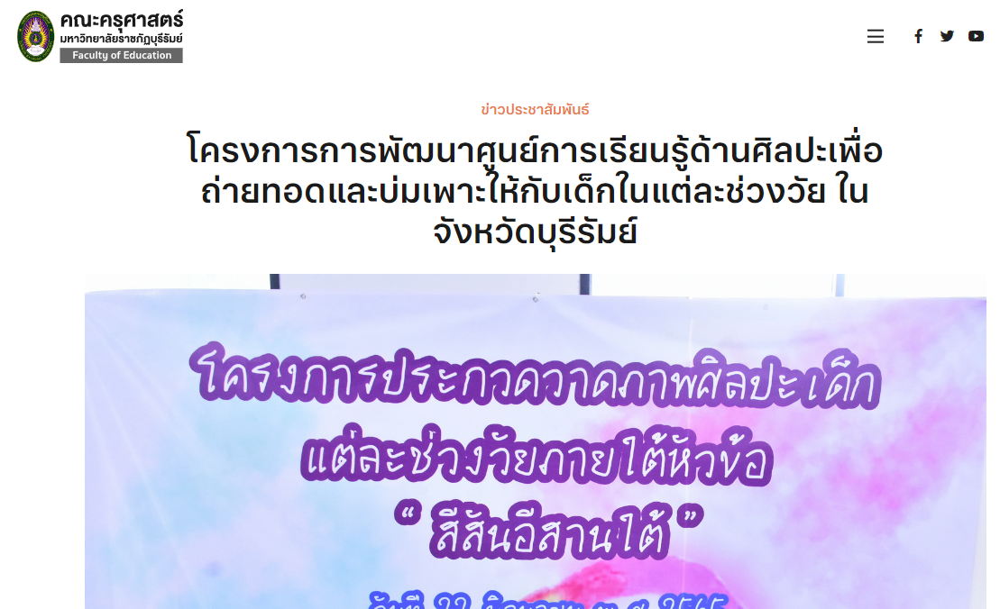 คณะครุศาสตร์
มหาวิทยาลัยราชภัฏบุรีรัมย์
Faculty of Education
ข่าวประชาสัมพันธ์
โครงการการพัฒนาศูนย์การเรียนรู้ด้านศิลปะเพื่อ
ถ่ายทอดและบ่มเพาะให้กับเด็กในแต่ละช่วงวัย ใน
จังหวัดบุรีรัมย์
โครงการประกวดวาดภาพศิลปะเด็ก
แต่ละช่วงวัยภายใต้หัวข้อ
“ สีสันอีสานใต้ ”